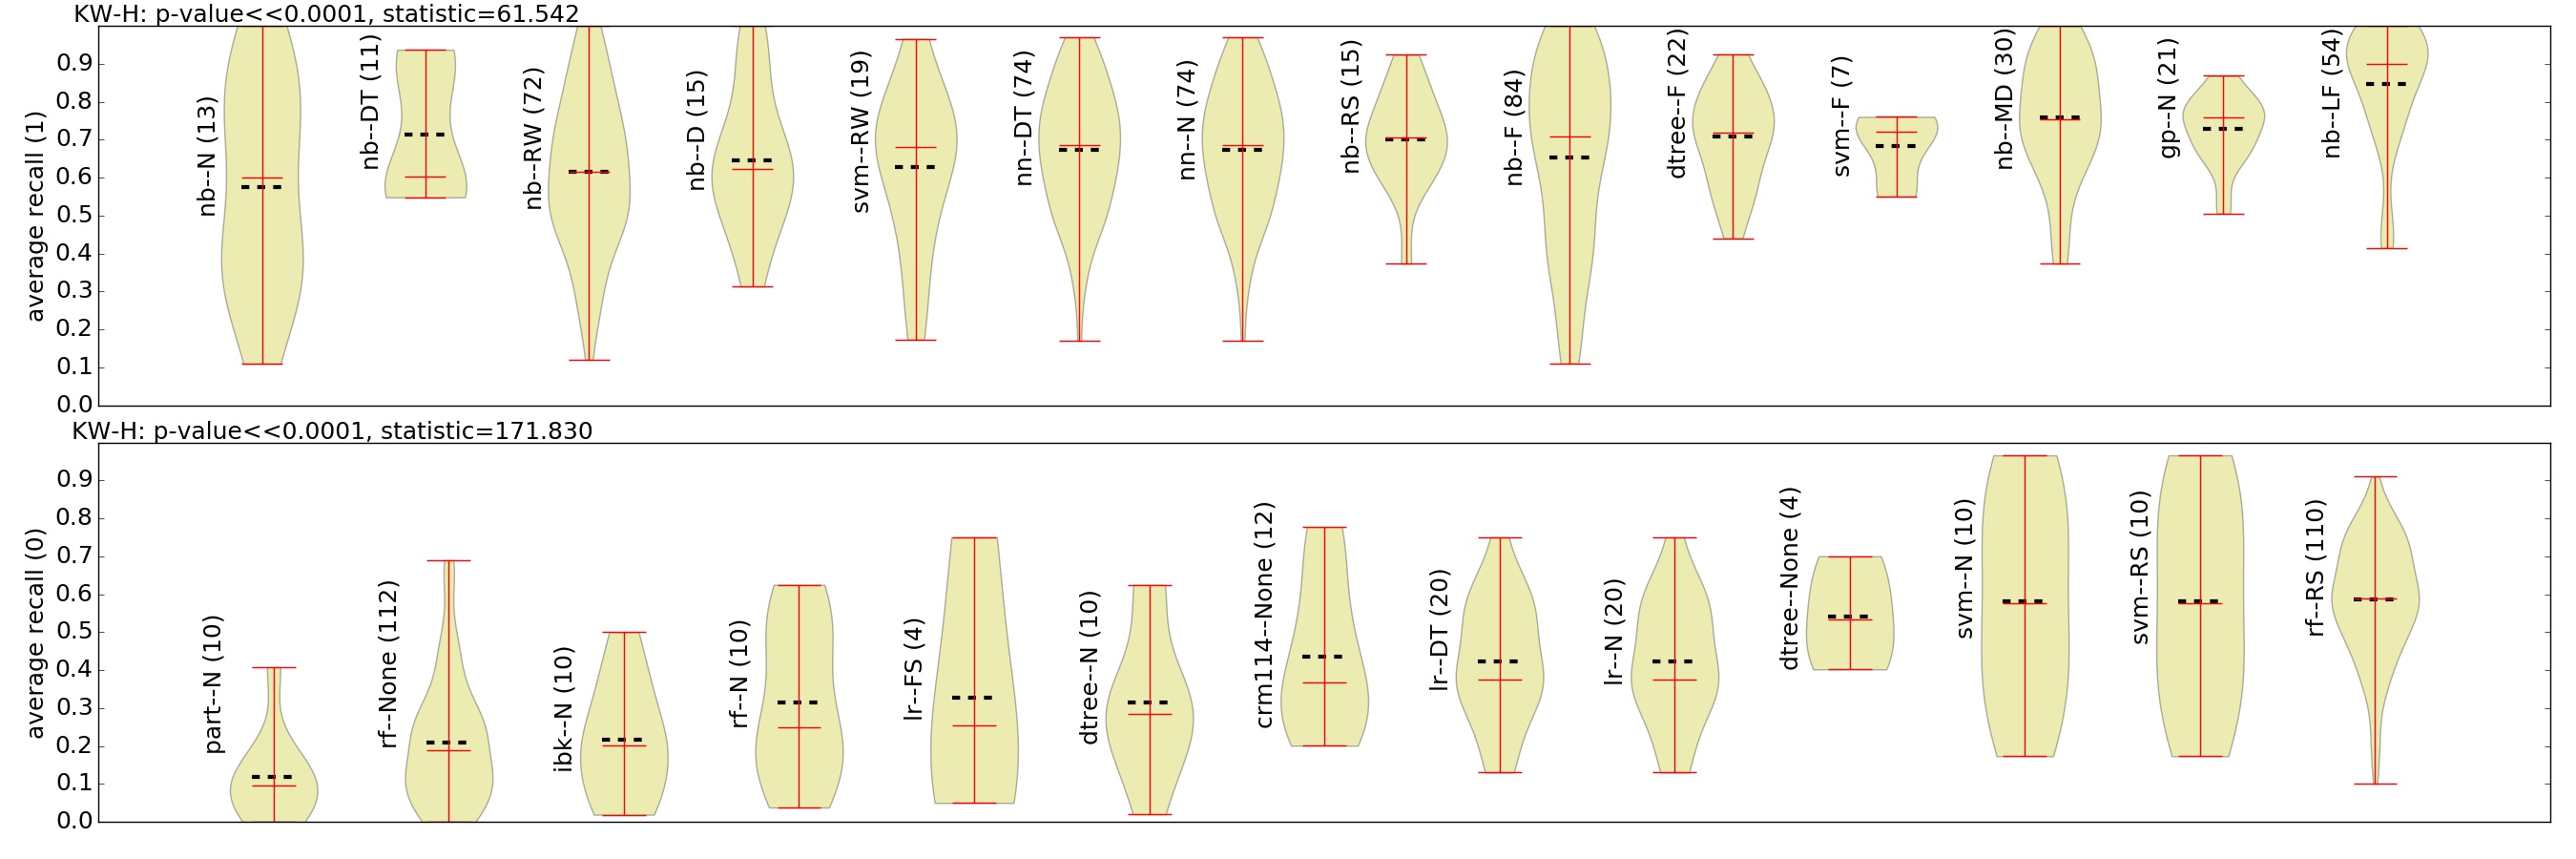 KW-H: p-value<<0.0001, statistic=61.542
average recall (1)
0.9
0.8
0.7
0.6
0.5
0.4
0.3
0.2
0.1
0.0
nb--N (13)
nb--DT (11)
nb--RW (72)
nb--D (15)
svm--RW (19)
nn--DT (74)
nn--N (74)
nb--RS (15)
nb--F (84)
dtree--F (22)
svm--F (7)
nb--MD (30)
gp--N (21)
nb--LF (54)
KW-H: p-value<<0.0001, statistic=171.830
average recall (0)
0.9
0.8
0.7
0.6
0.5
0.4
0.3
0.2
0.1
0.0
part--N (10)
rf--None (112)
ibk--N (10)
rf--N (10)
lr--FS (4)
dtree--N (10)
crm114--None (12)
lr--DT (20)
lr--N (20)
dtree--None (4)
svm--N (10)
svm--RS (10)
rf--RS (110)